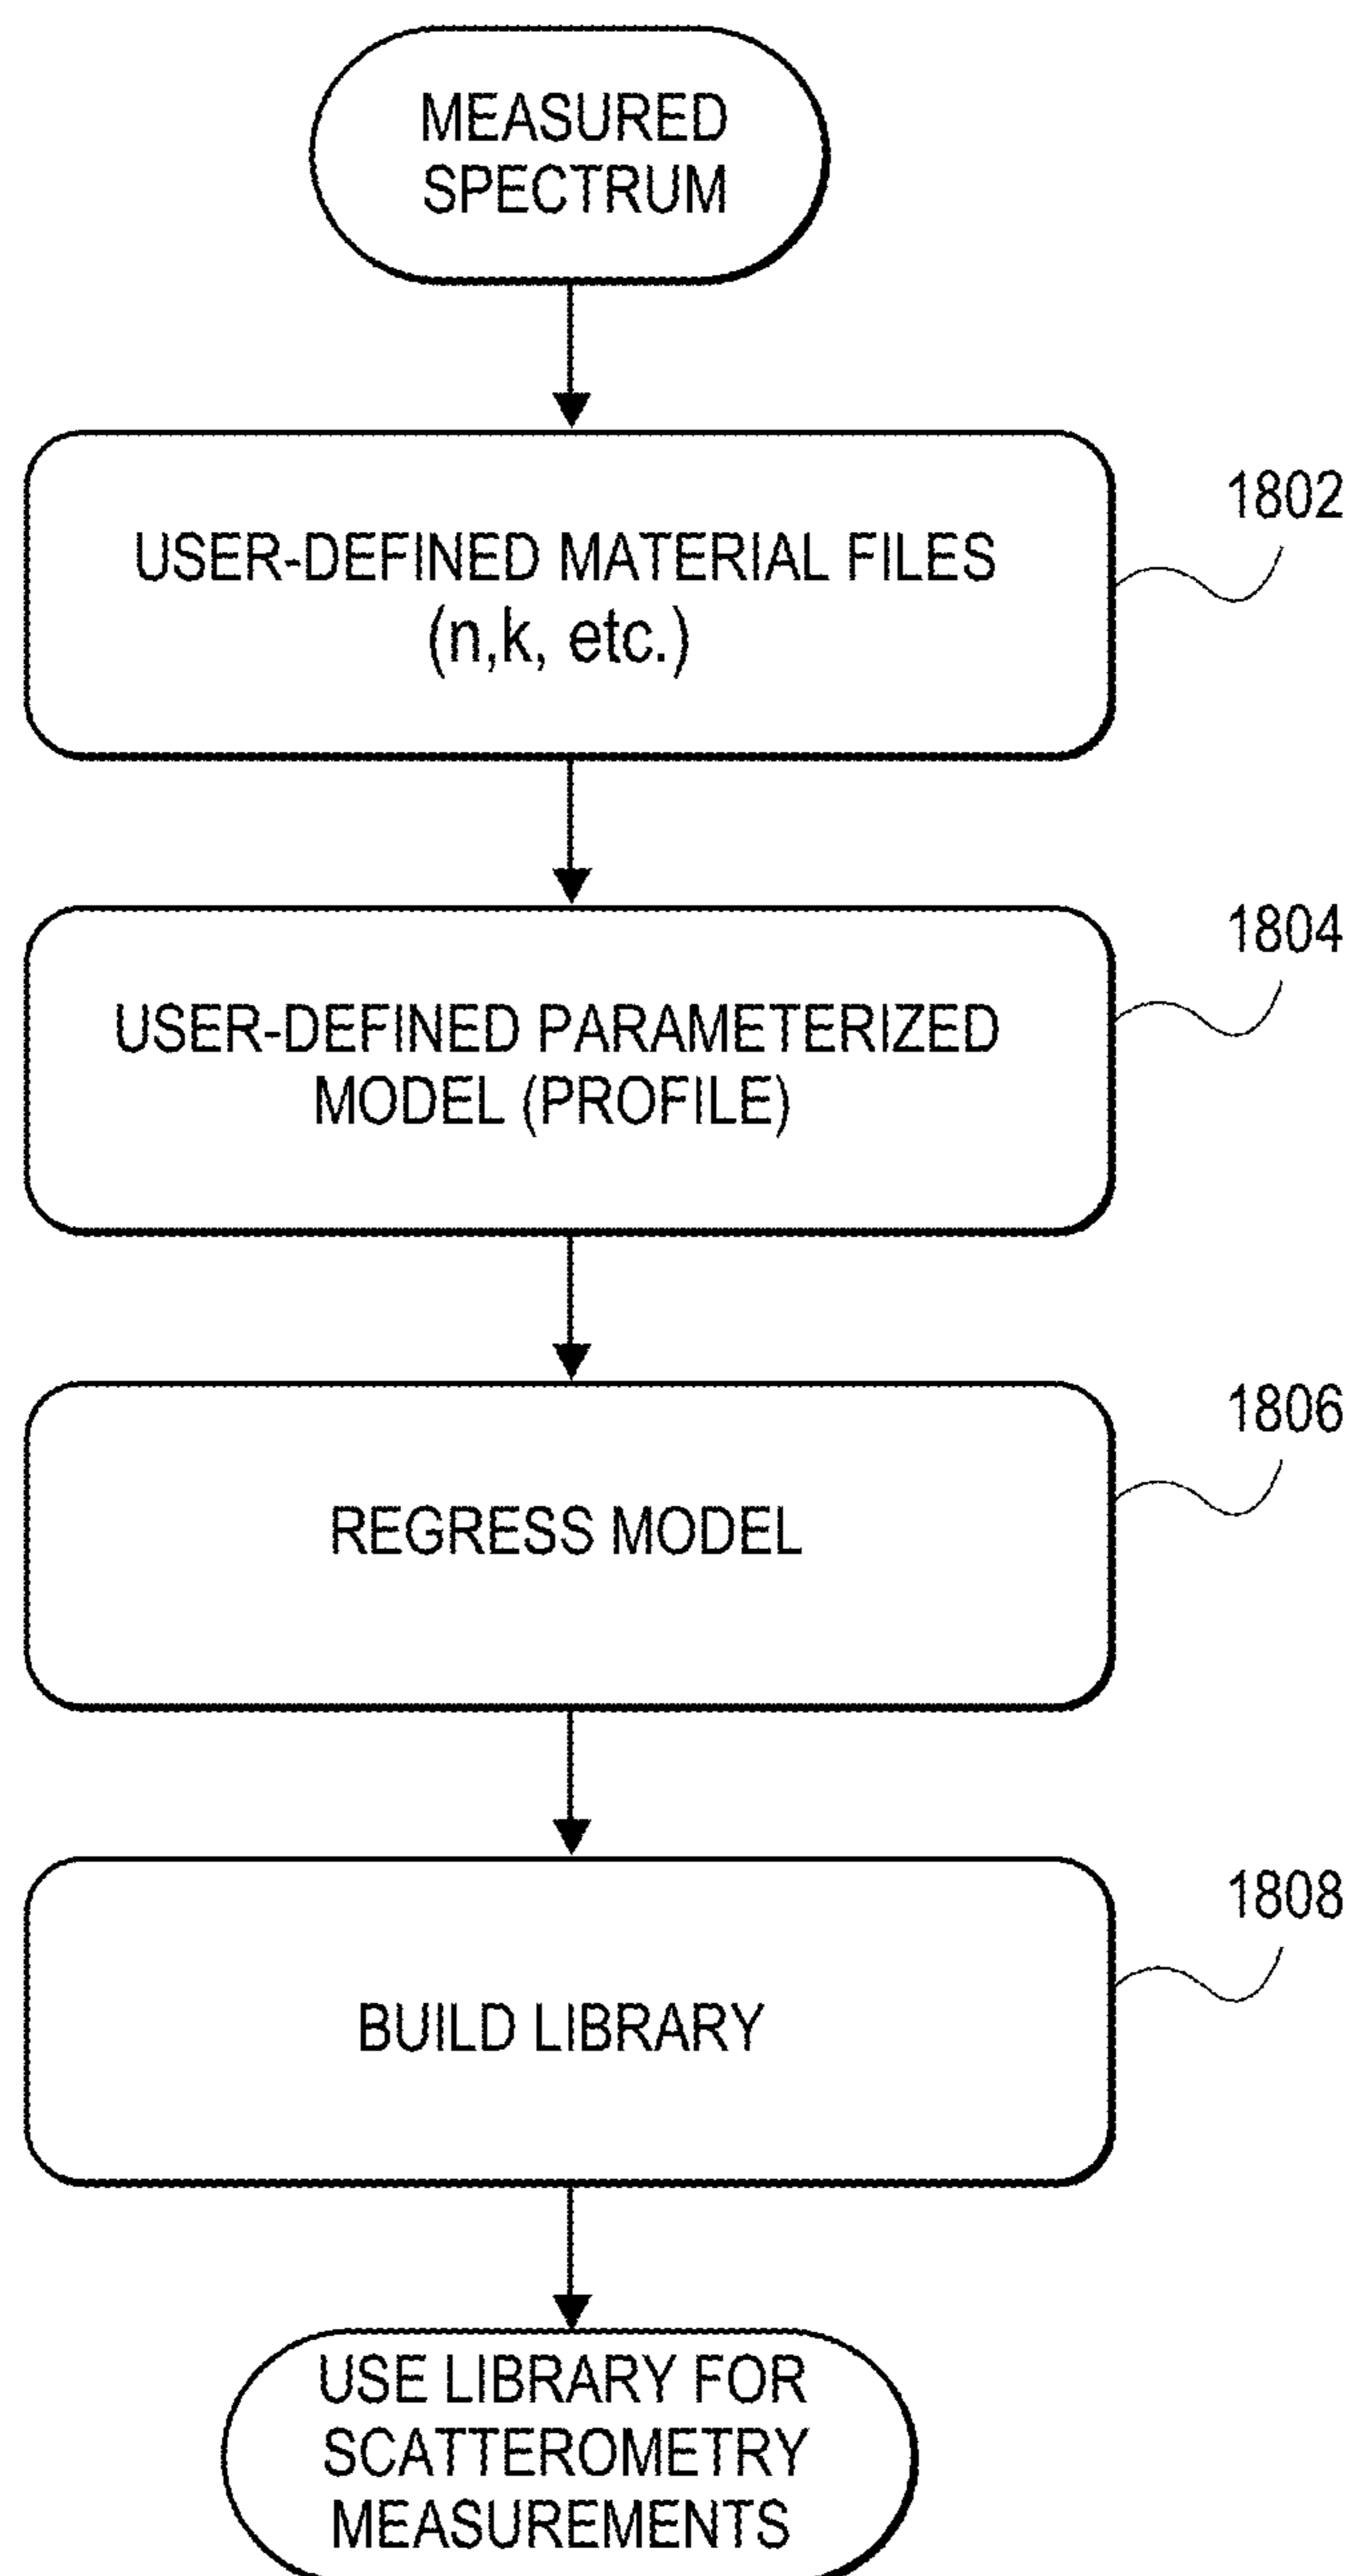 MEASURED
SPECTRUM
USER-DEFINED MATERIAL FILES
(n,k, etc.)
1802
USER-DEFINED PARAMETERIZED
MODEL (PROFILE)
1804
REGRESS MODEL
1806
BUILD LIBRARY
1808
USE LIBRARY FOR
SCATTEROMETRY
MEASUREMENTS